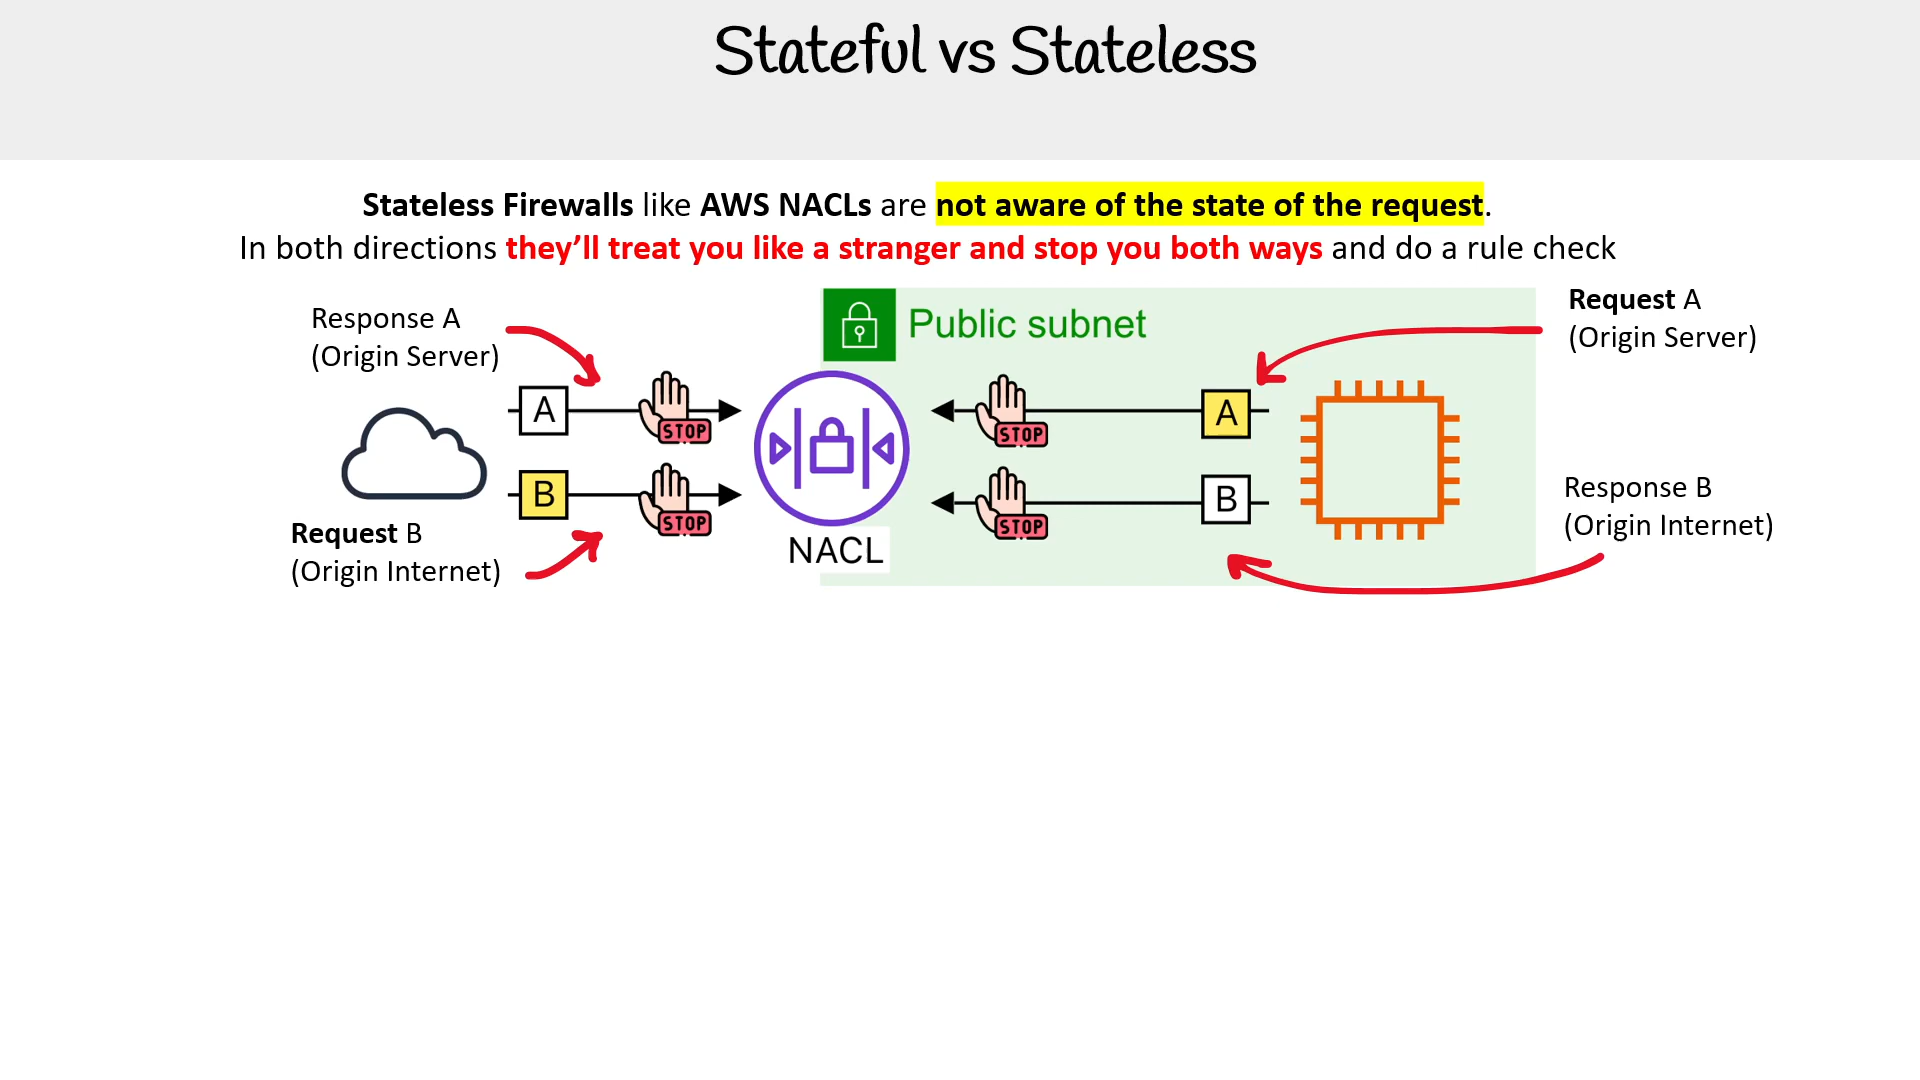 Stateful vs Stateless
Stateless Firewalls like AWS NACLs are not aware of the state of the request.
In both directions they’ll treat you like a stranger and stop you both ways and do a rule check
Response A
(Origin Server)
Public subnet
Request A
(Origin Server)
A
STOP
STOP
A
B
STOP
STOP
B
Request B
(Origin Internet)
NACL
Response B
(Origin Internet)